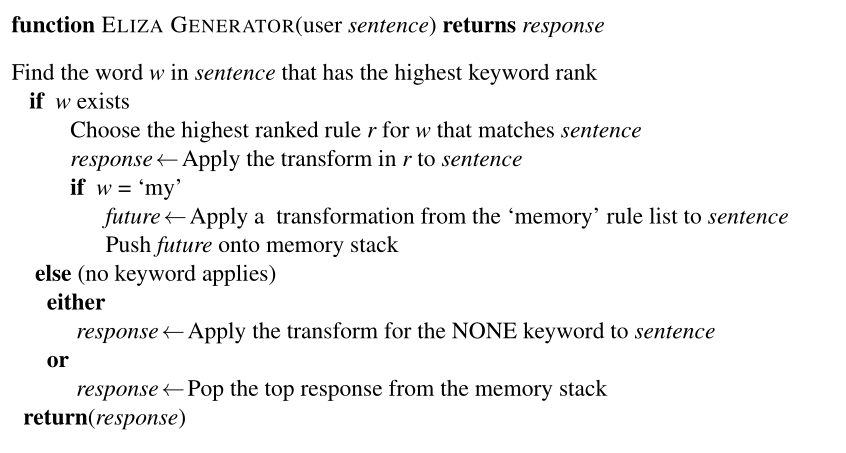 function ELIZA GENERATOR(user sentence) returns response
Find the word w in sentence that has the highest keyword rank
if w exists
Choose the highest ranked rule r for w that matches sentence
response←Apply the transform in r to sentence
if w = ‘my’
future←Apply a transformation from the ‘memory’ rule list to sentence
Push future onto memory stack
else (no keyword applies)
either
response←Apply the transform for the NONE keyword to sentence
or
response←Pop the top response from the memory stack
return(response)